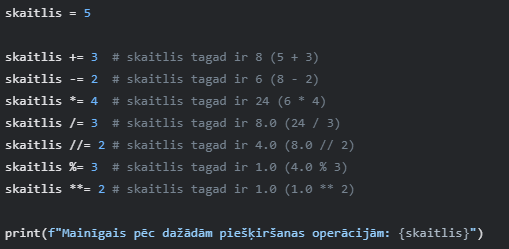 skaitlis = 5
skaitlis += 3  # skaitlis tagad ir 8 (5 + 3)
skaitlis -= 2  # skaitlis tagad ir 6 (8 - 2)
skaitlis *= 4  # skaitlis tagad ir 24 (6 * 4)
skaitlis /= 3  # skaitlis tagad ir 8.0 (24 / 3)
skaitlis //= 2 # skaitlis tagad ir 4.0 (8.0 // 2)
skaitlis %= 3  # skaitlis tagad ir 1.0 (4.0 % 3)
skaitlis **= 2 # skaitlis tagad ir 1.0 (1.0 ** 2)
print(f"Mainīgais pēc dažādām piešķiršanas operācijām: {skaitlis}")